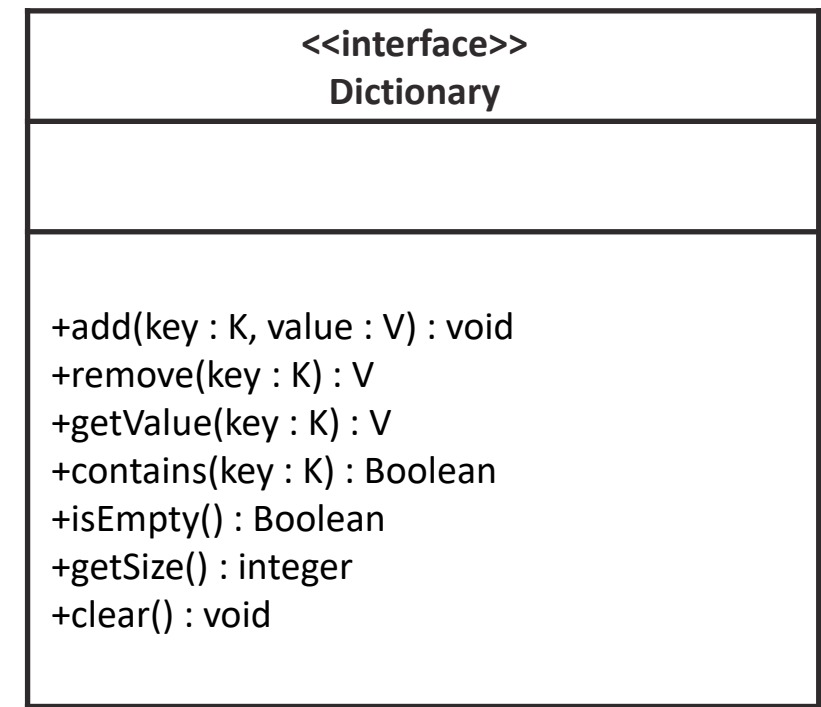 <<interface>>
Dictionary
+add(key : K, value : V) : void
+remove(key : K) : V
+getValue(key : K) : V
+contains(key : K) : Boolean
+isEmpty() : Boolean
+getSize() : integer
+clear() : void